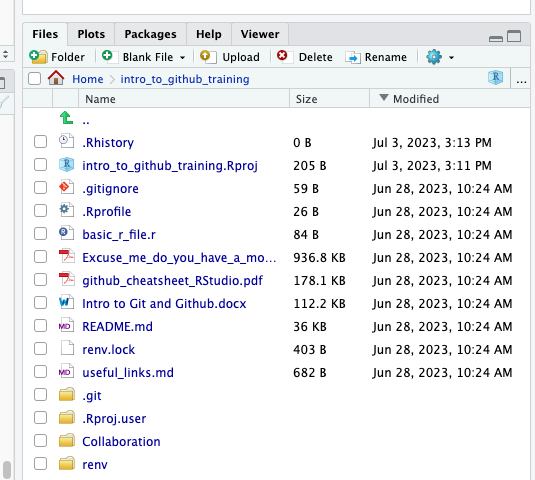 Files Plots Packages Help Viewer
Folder Blank File Upload Delete Rename
Home intro_to_github_training ...
Name Size Modified
..
.Rhistory 0 B Jul 3, 2023, 3:13 PM
intro_to_github_training.Rproj 205 B Jul 3, 2023, 3:11 PM
.gitignore 59 B Jun 28, 2023, 10:24 AM
.Rprofile 26 B Jun 28, 2023, 10:24 AM
basic_r_file.r 84 B Jun 28, 2023, 10:24 AM
Excuse_me_do_you_have_a_mo... 936.8 KB Jun 28, 2023, 10:24 AM
github_cheatsheet_RStudio.pdf 178.1 KB Jun 28, 2023, 10:24 AM
Intro to Git and Github.docx 112.2 KB Jun 28, 2023, 10:24 AM
README.md 36 KB Jun 28, 2023, 10:24 AM
renv.lock 403 B Jun 28, 2023, 10:24 AM
useful_links.md 682 B Jun 28, 2023, 10:24 AM
.git
.Rproj.user
Collaboration
renv